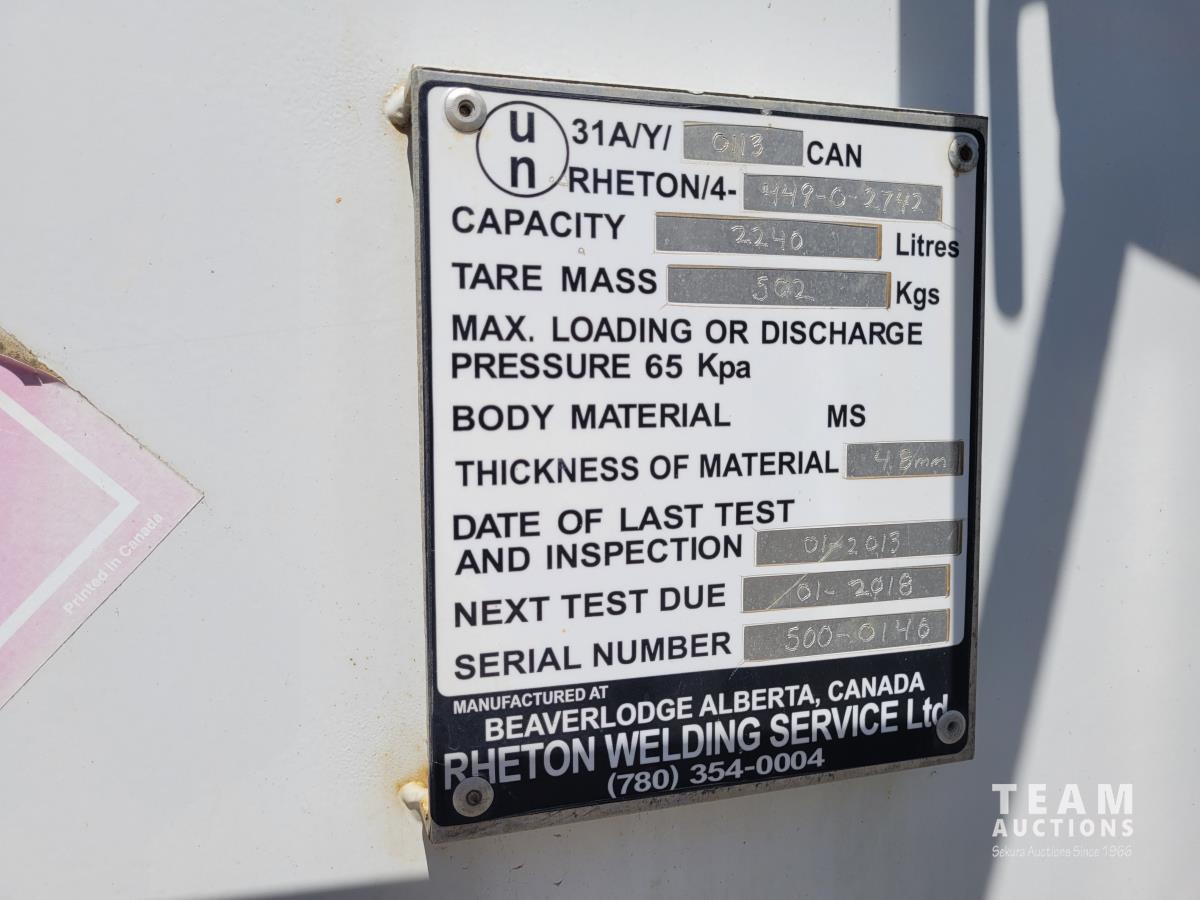 un 31A/Y/ 0113 CAN
RHETON/4- 449-0-2742
CAPACITY 2240 Litres
TARE MASS 502 Kgs
MAX. LOADING OR DISCHARGE
PRESSURE 65 Kpa
BODY MATERIAL MS
THICKNESS OF MATERIAL 4.8mm
DATE OF LAST TEST
AND INSPECTION 01-2013
NEXT TEST DUE 01-2018
SERIAL NUMBER 500-0146
MANUFACTURED AT
BEAVERLODGE ALBERTA, CANADA
RHETON WELDING SERVICE Ltd
(780) 354-0004
Printed in Canada
TEAM
AUCTIONS
Sekura Auctions Since 1966